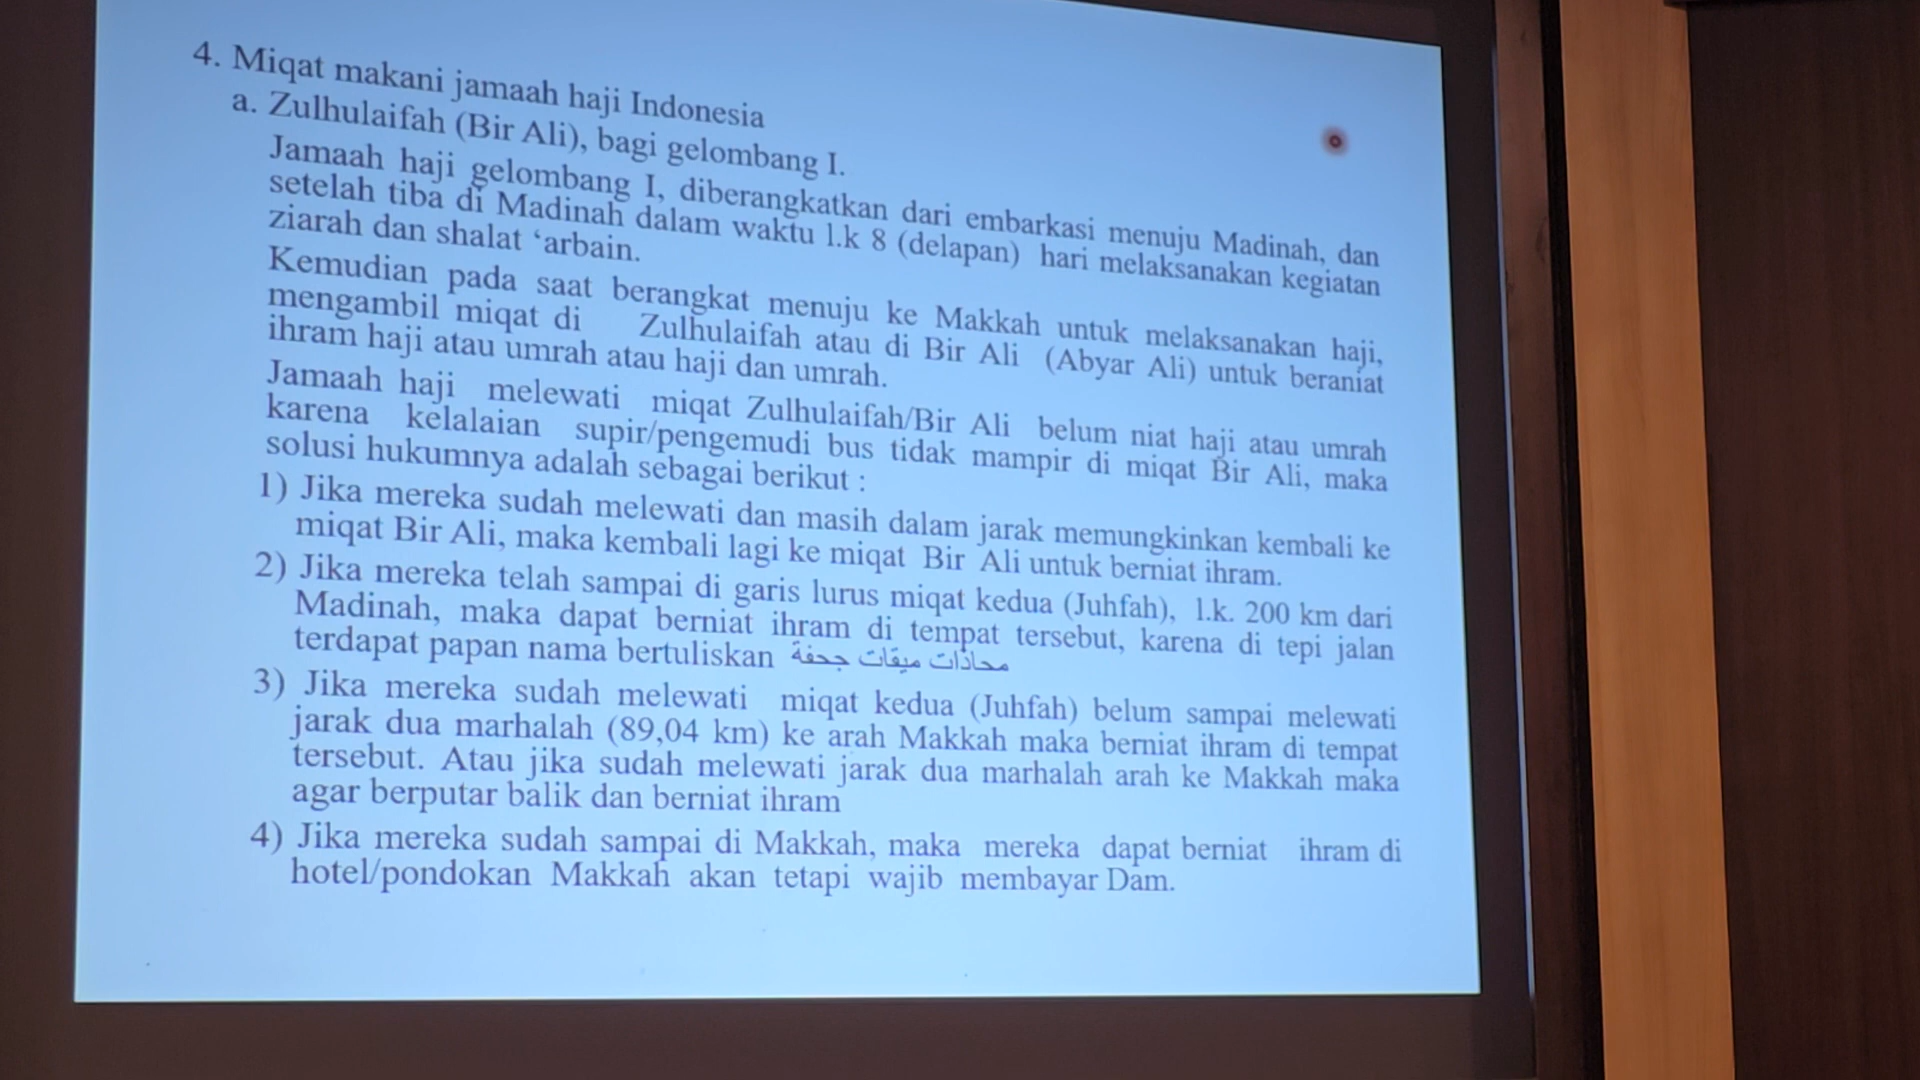 4. Miqat makani jamaah haji Indonesia
a. Zulhulaifah (Bir Ali), bagi gelombang I.
Jamaah haji gelombang I, diberangkatkan dari embarkasi menuju Madinah, dan
setelah tiba di Madinah dalam waktu l.k 8 (delapan) hari melaksanakan kegiatan
ziarah dan shalat ‘arbain.
Kemudian pada saat berangkat menuju ke Makkah untuk melaksanakan haji,
mengambil miqat di Zulhulaifah atau di Bir Ali (Abyar Ali) untuk beraniat
ihram haji atau umrah atau haji dan umrah.
Jamaah haji melewati miqat Zulhulaifah/Bir Ali belum niat haji atau umrah
karena kelalaian supir/pengemudi bus tidak mampir di miqat Bir Ali, maka
solusi hukumnya adalah sebagai berikut :
1) Jika mereka sudah melewati dan masih dalam jarak memungkinkan kembali ke
miqat Bir Ali, maka kembali lagi ke miqat Bir Ali untuk berniat ihram.
2) Jika mereka telah sampai di garis lurus miqat kedua (Juhfah), l.k. 200 km dari
Madinah, maka dapat berniat ihram di tempat tersebut, karena di tepi jalan
terdapat papan nama bertuliskan محاذات ميقات جحفة
3) Jika mereka sudah melewati miqat kedua (Juhfah) belum sampai melewati
jarak dua marhalah (89,04 km) ke arah Makkah maka berniat ihram di tempat
tersebut. Atau jika sudah melewati jarak dua marhalah arah ke Makkah maka
agar berputar balik dan berniat ihram
4) Jika mereka sudah sampai di Makkah, maka mereka dapat berniat ihram di
hotel/pondokan Makkah akan tetapi wajib membayar Dam.